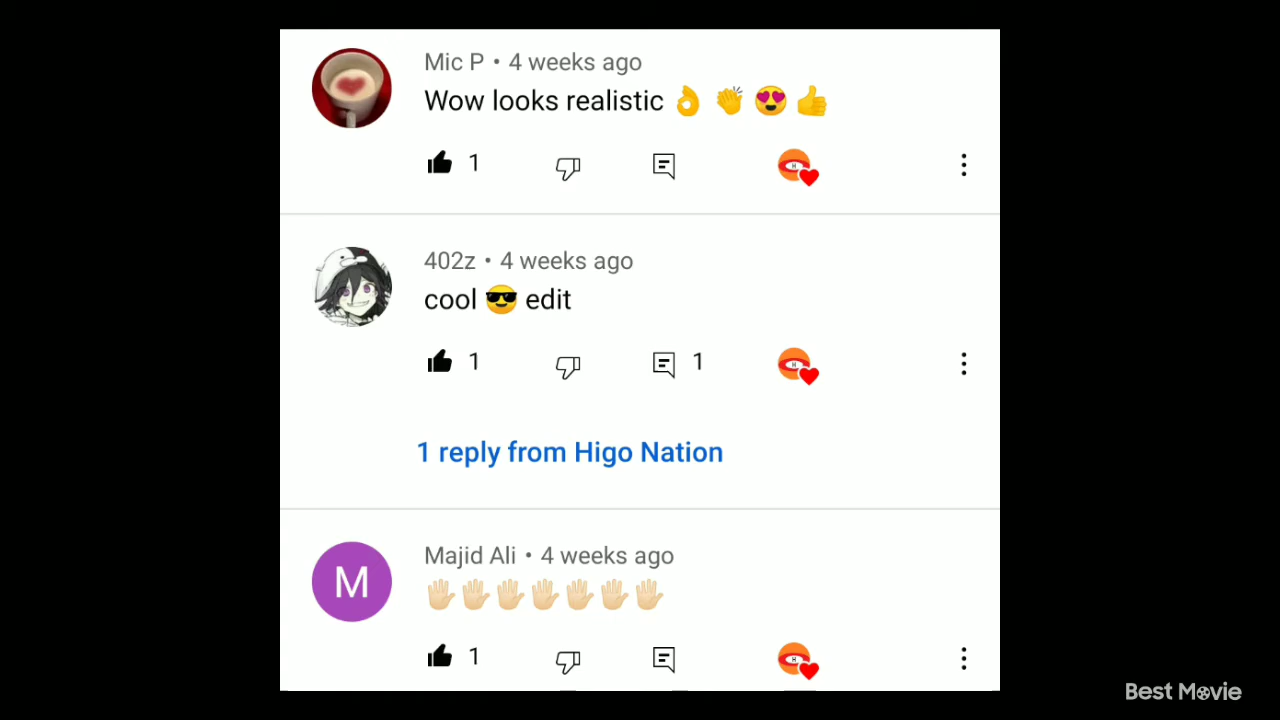 Mic P • 4 weeks ago
Wow looks realistic 👌 👏 😍 👍
1
402z • 4 weeks ago
cool 😎 edit
1 1
1 reply from Higo Nation
M
Majid Ali • 4 weeks ago
🖐🏻🖐🏻🖐🏻🖐🏻🖐🏻🖐🏻🖐🏻
1
Best Movie